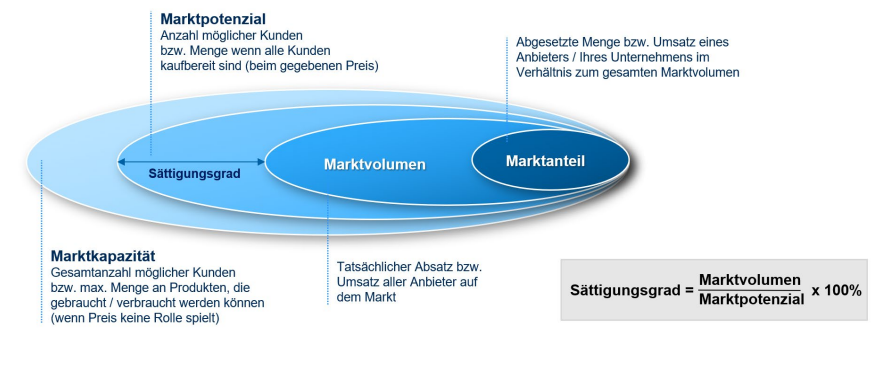 Marktpotenzial
Anzahl möglicher Kunden
bzw. Menge wenn alle Kunden
kaufbereit sind (beim gegebenen Preis)
Abgesetzte Menge bzw. Umsatz eines
Anbieters / Ihres Unternehmens im
Verhältnis zum gesamten Marktvolumen
Sättigungsgrad
Marktvolumen
Marktanteil
Marktkapazität
Gesamtanzahl möglicher Kunden
bzw. max. Menge an Produkten, die
gebraucht / verbraucht werden können
(wenn Preis keine Rolle spielt)
Tatsächlicher Absatz bzw.
Umsatz aller Anbieter auf
dem Markt
Sättigungsgrad = Marktvolumen
Marktpotenzial x 100%